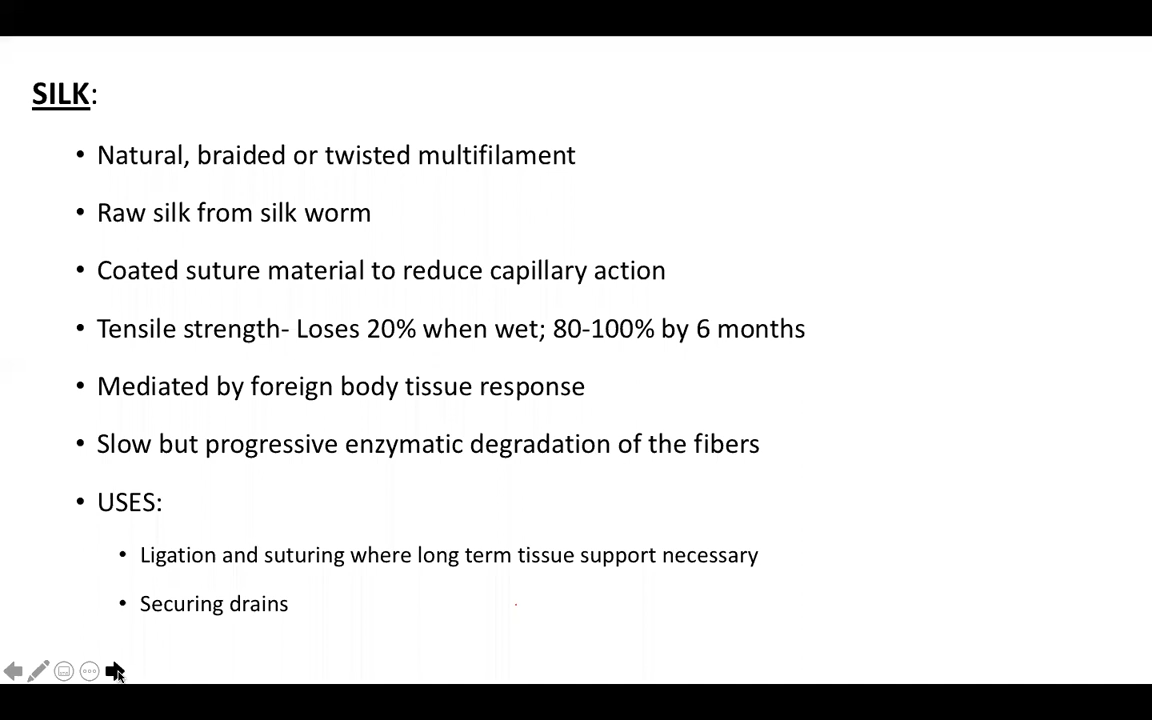 SILK:
• Natural, braided or twisted multifilament
• Raw silk from silk worm
• Coated suture material to reduce capillary action
• Tensile strength- Loses 20% when wet; 80-100% by 6 months
• Mediated by foreign body tissue response
• Slow but progressive enzymatic degradation of the fibers
• USES:
• Ligation and suturing where long term tissue support necessary
• Securing drains